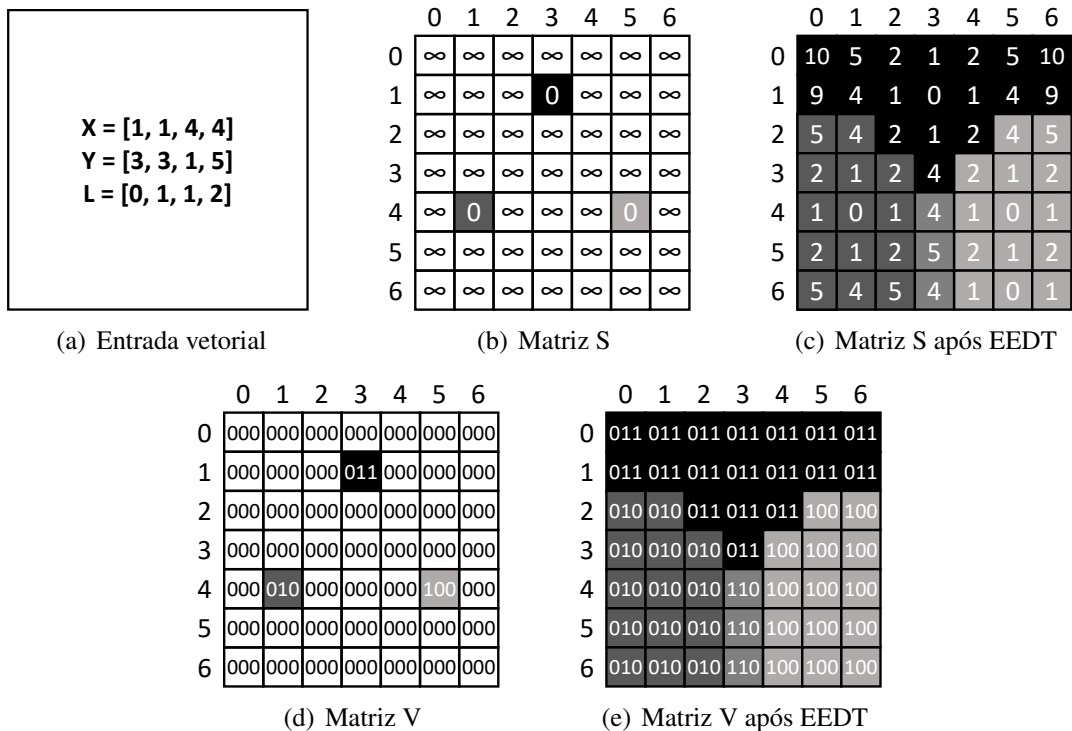 X = [1, 1, 4, 4]
Y = [3, 3, 1, 5]
L = [0, 1, 1, 2]
(a) Entrada vetorial
0 1 2 3 4 5 6
0 ∞ ∞ ∞ ∞ ∞ ∞ ∞
1 ∞ ∞ ∞ 0 ∞ ∞ ∞
2 ∞ ∞ ∞ ∞ ∞ ∞ ∞
3 ∞ ∞ ∞ ∞ ∞ ∞ ∞
4 ∞ 0 ∞ ∞ ∞ 0 ∞
5 ∞ ∞ ∞ ∞ ∞ ∞ ∞
6 ∞ ∞ ∞ ∞ ∞ ∞ ∞
(b) Matriz S
0 1 2 3 4 5 6
0 10 5 2 1 2 5 10
1 9 4 1 0 1 4 9
2 5 4 2 1 2 4 5
3 2 1 2 4 2 1 2
4 1 0 1 4 1 0 1
5 2 1 2 5 2 1 2
6 5 4 5 4 1 0 1
(c) Matriz S após EEDT
0 1 2 3 4 5 6
0 000 000 000 000 000 000 000
1 000 000 000 011 000 000 000
2 000 000 000 000 000 000 000
3 000 000 000 000 000 000 000
4 000 010 000 000 000 100 000
5 000 000 000 000 000 000 000
6 000 000 000 000 000 000 000
(d) Matriz V
0 1 2 3 4 5 6
0 011 011 011 011 011 011 011
1 011 011 011 011 011 011 011
2 010 010 011 011 011 100 100
3 010 010 010 011 100 100 100
4 010 010 010 110 100 100 100
5 010 010 010 110 100 100 100
6 010 010 010 110 100 100 100
(e) Matriz V após EEDT